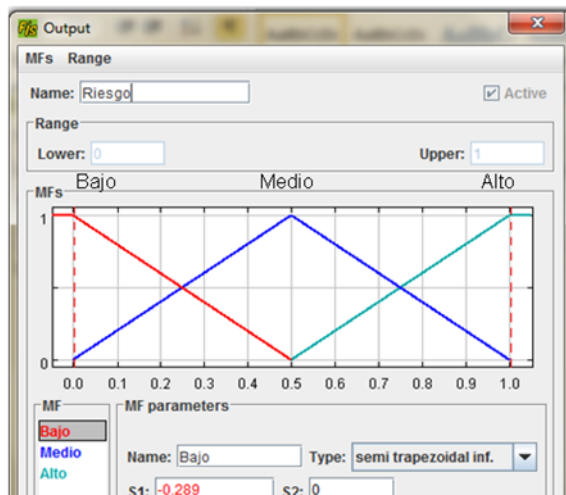 Fis Output
MFs Range
Name: Riesgo Active
Range
Lower: 0 Upper: 1
Bajo Medio Alto
MFs
1
0
0.0 0.1 0.2 0.3 0.4 0.5 0.6 0.7 0.8 0.9 1.0
MF MF parameters
Bajo
Medio Name: Bajo Type: semi trapezoidal inf.
Alto
S1: -0.289 S2: 0